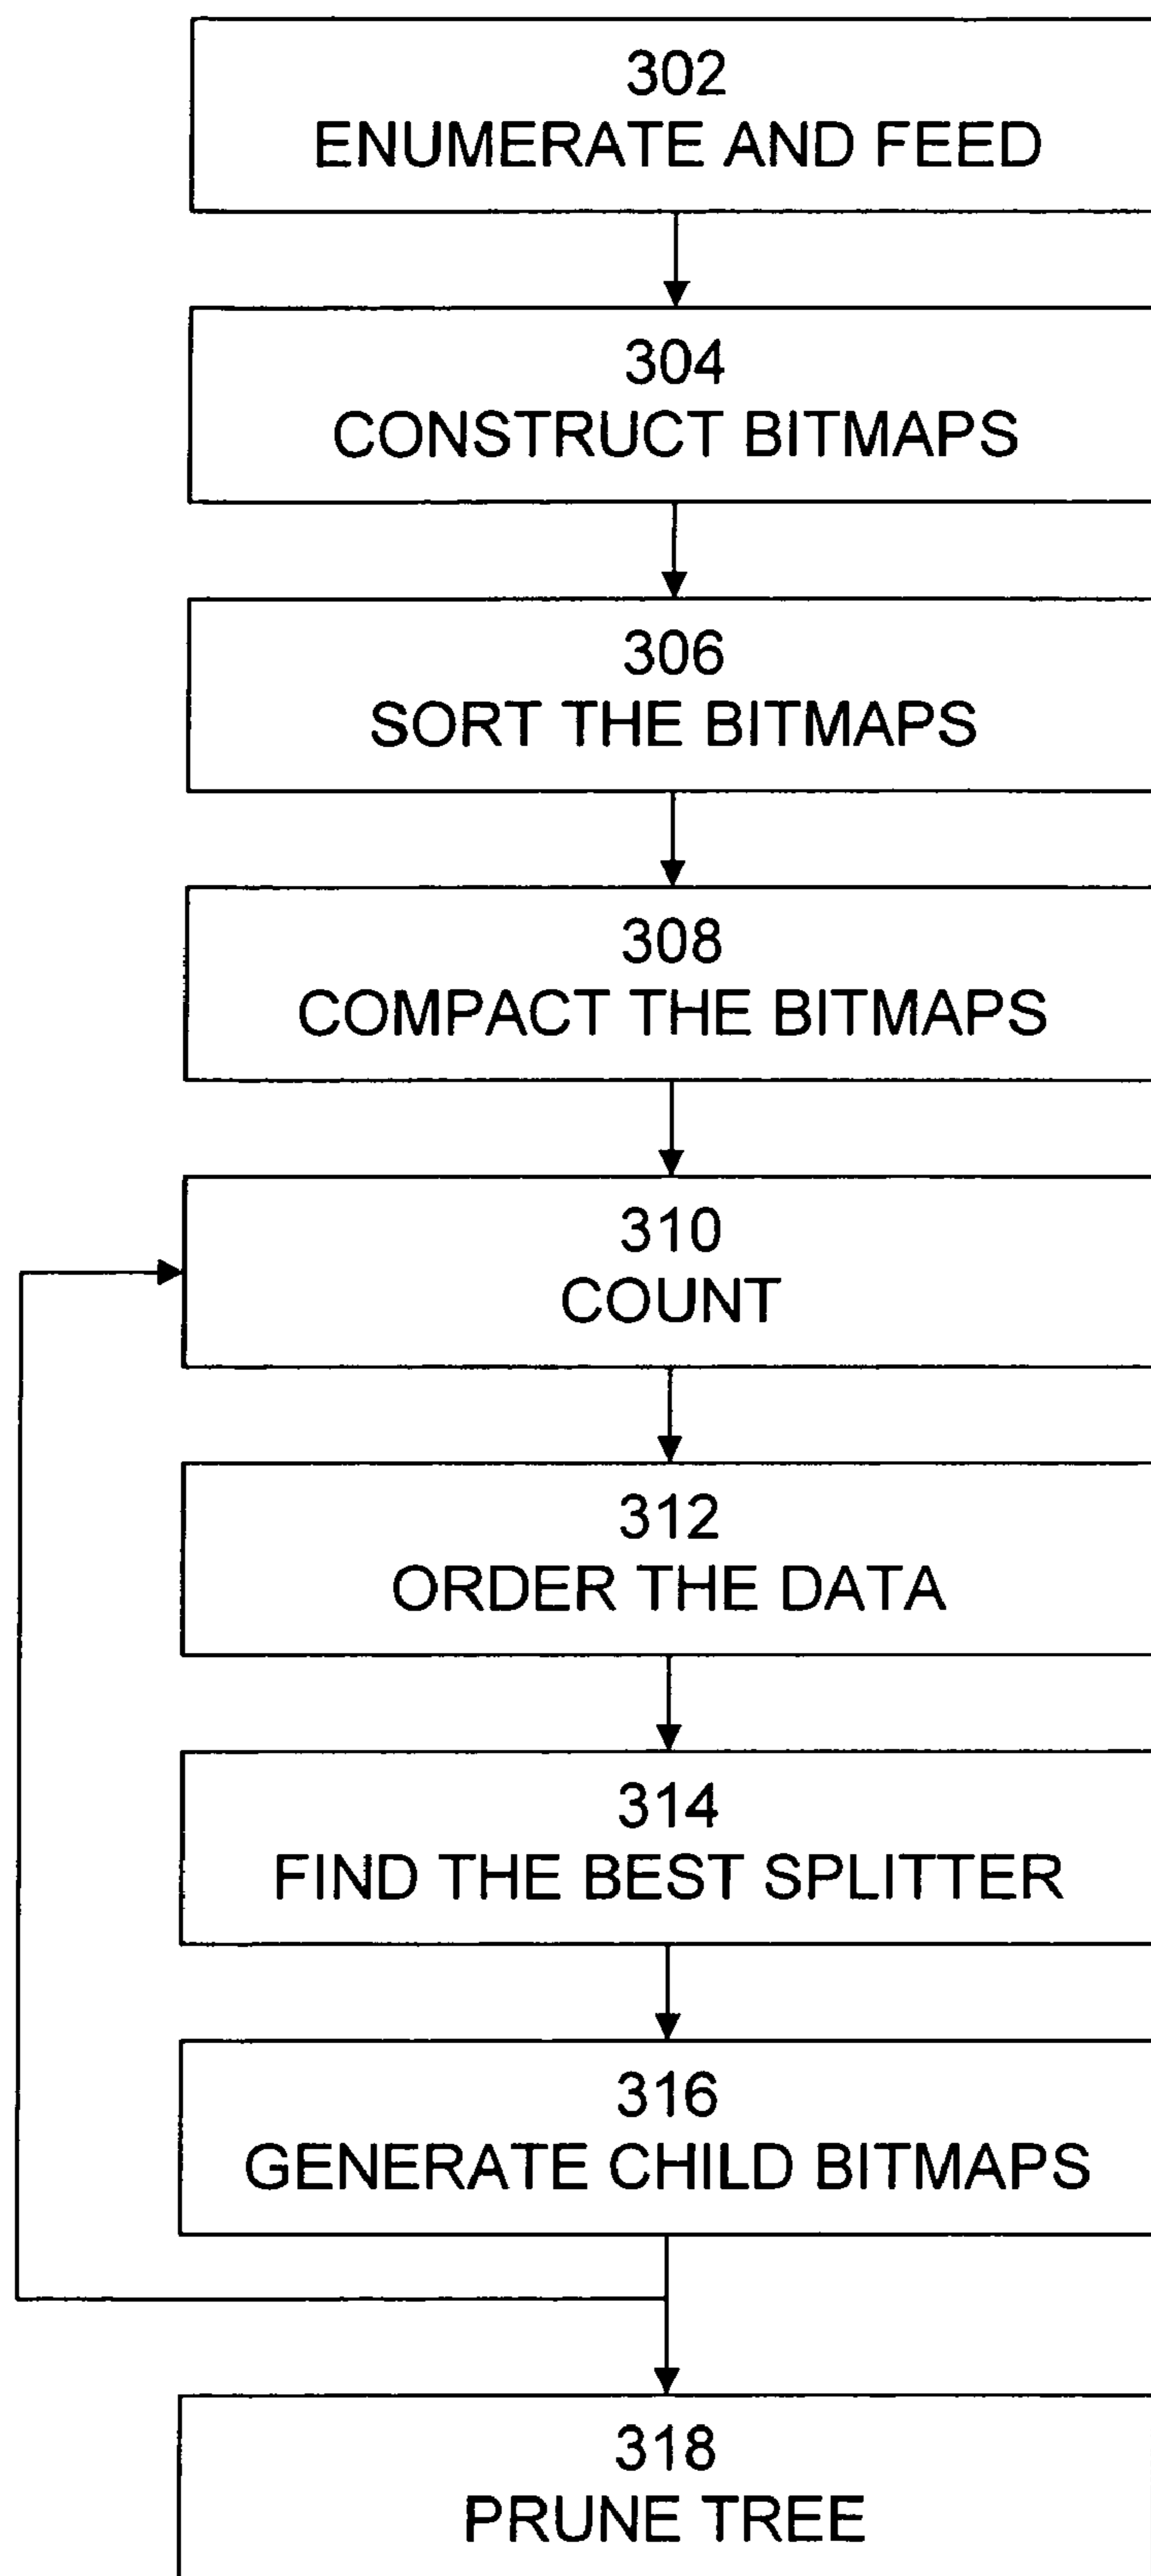 302
ENUMERATE AND FEED
304
CONSTRUCT BITMAPS
306
SORT THE BITMAPS
308
COMPACT THE BITMAPS
310
COUNT
312
ORDER THE DATA
314
FIND THE BEST SPLITTER
316
GENERATE CHILD BITMAPS
318
PRUNE TREE